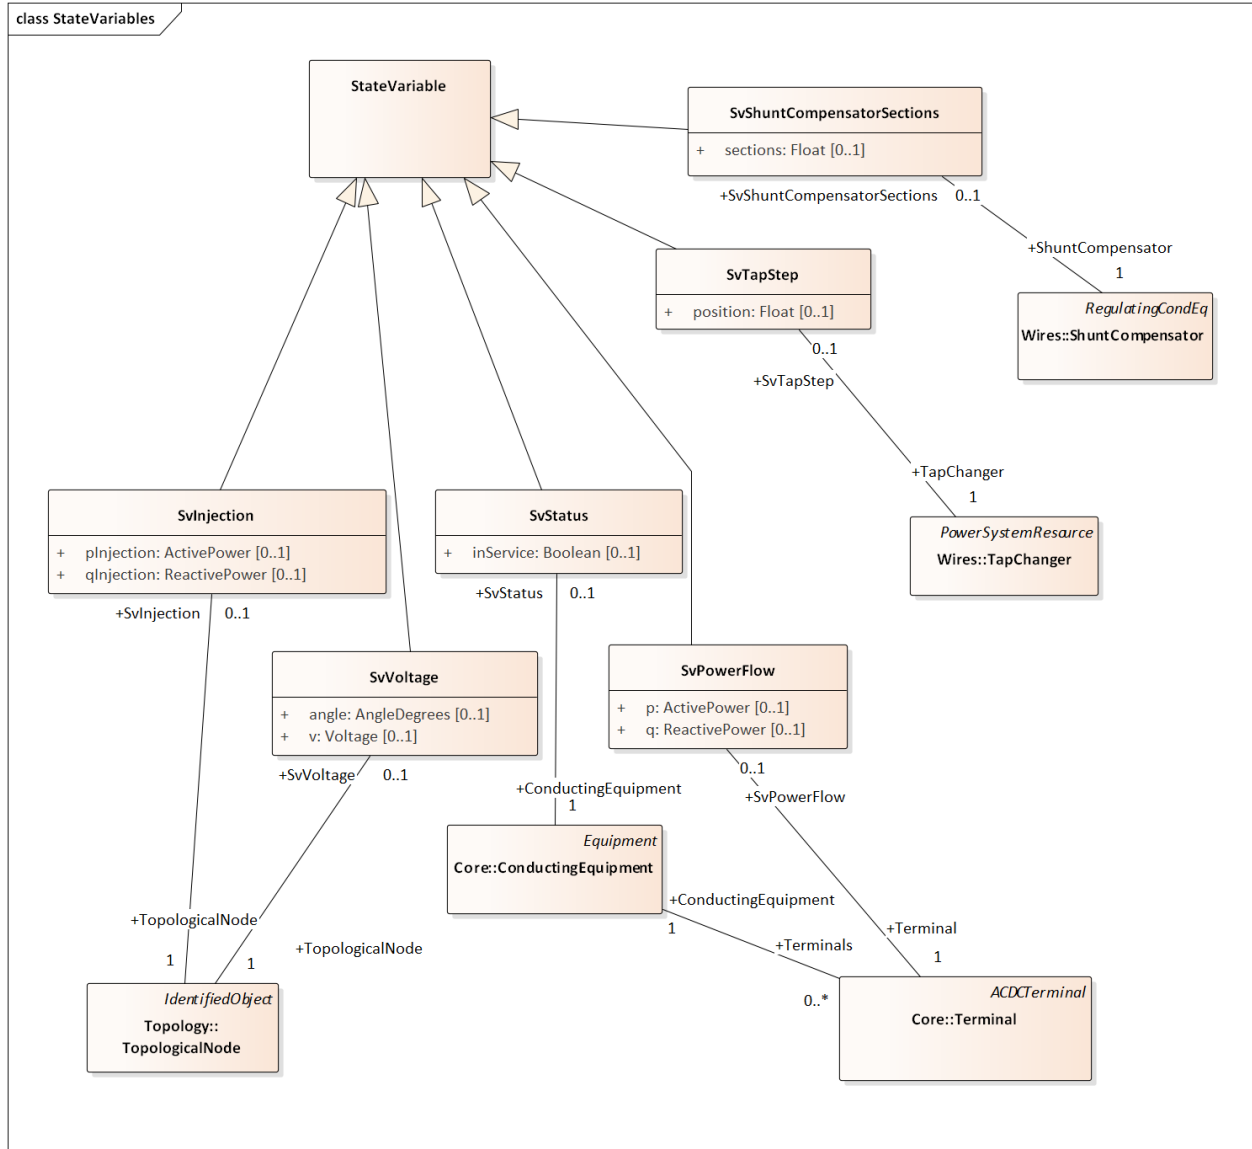 class StateVariables
StateVariable
SvShuntCompensatorSections
+ sections: Float [0..1]
+SvShuntCompensatorSections 0..1
+ShuntCompensator
1
RegulatingCondEq
Wires::ShuntCompensator
SvTapStep
+ position: Float [0..1]
0..1
+SvTapStep
+TapChanger
1
PowerSystemResource
Wires::TapChanger
SvInjection
+ pInjection: ActivePower [0..1]
+ qInjection: ReactivePower [0..1]
+SvInjection 0..1
SvStatus
+ inService: Boolean [0..1]
+SvStatus 0..1
SvVoltage
+ angle: AngleDegrees [0..1]
+ v: Voltage [0..1]
+SvVoltage 0..1
SvPowerFlow
+ p: ActivePower [0..1]
+ q: ReactivePower [0..1]
0..1
+SvPowerFlow
+ConductingEquipment
1
Equipment
Core::ConductingEquipment
+ConductingEquipment
1
+Terminals
0..*
+Terminal
1
+TopologicalNode
1
+TopologicalNode
1
IdentifiedObject
Topology::
TopologicalNode
ACDCTerminal
Core::Terminal